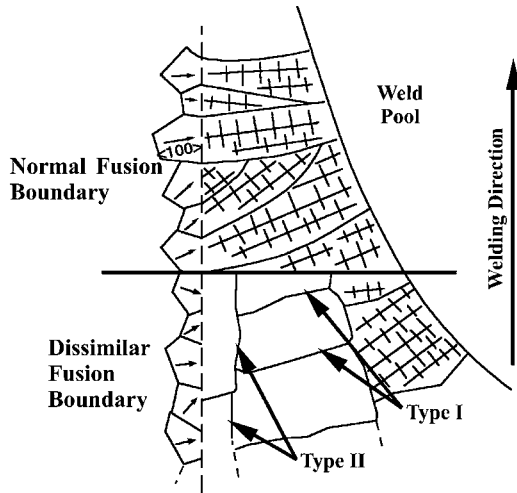 Weld
Pool
<100>
Normal Fusion
Boundary
Welding Direction
Dissimilar
Fusion
Boundary
Type I
Type II